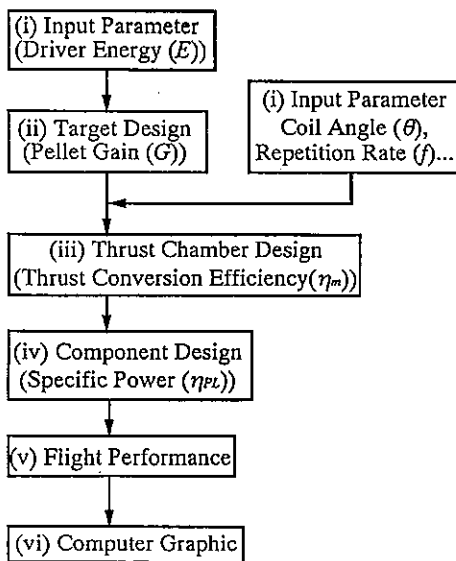 (i) Input Parameter
(Driver Energy (E))
(ii) Target Design
(Pellet Gain (G))
(i) Input Parameter
Coil Angle (θ),
Repetition Rate (f)...
(iii) Thrust Chamber Design
(Thrust Conversion Efficiency(ηm))
(iv) Component Design
(Specific Power (ηPL))
(v) Flight Performance
(vi) Computer Graphic